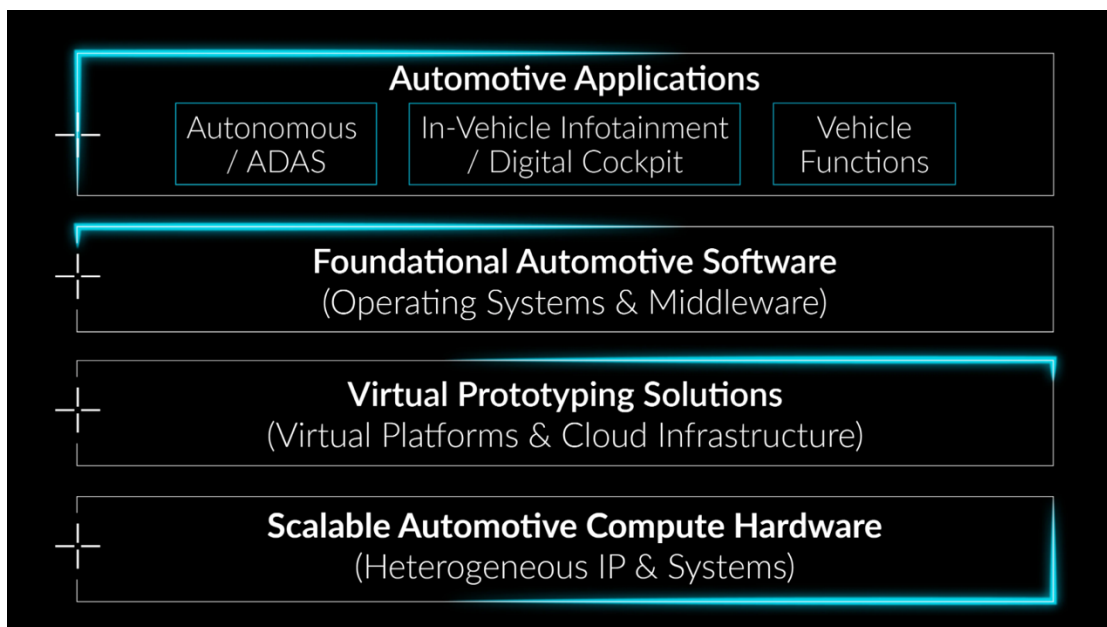 Automotive Applications
Autonomous
/ ADAS
In-Vehicle Infotainment
/ Digital Cockpit
Vehicle
Functions
Foundational Automotive Software
(Operating Systems & Middleware)
Virtual Prototyping Solutions
(Virtual Platforms & Cloud Infrastructure)
Scalable Automotive Compute Hardware
(Heterogeneous IP & Systems)